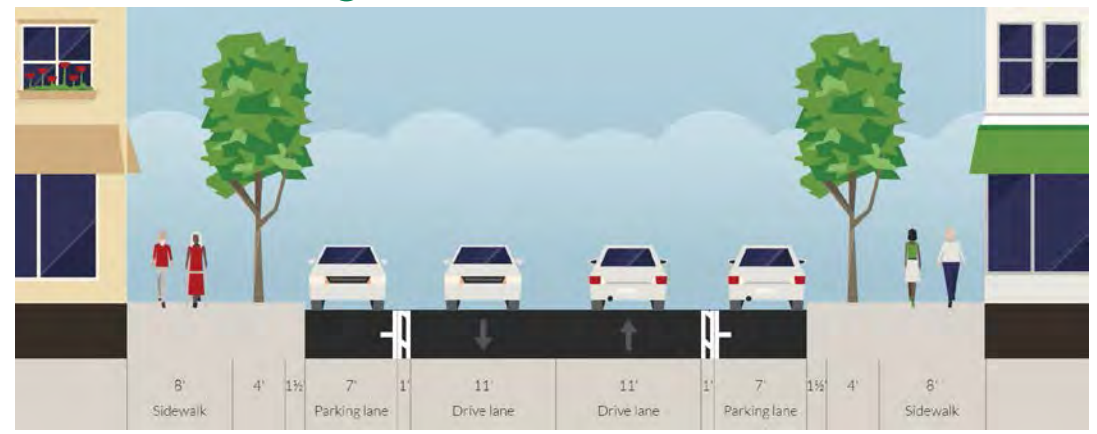 8' 4' 1½ 7' 1' 11' 11' 1' 7' 1½' 4' 8'
Sidewalk Parking lane Drive lane Drive lane Parking lane Sidewalk